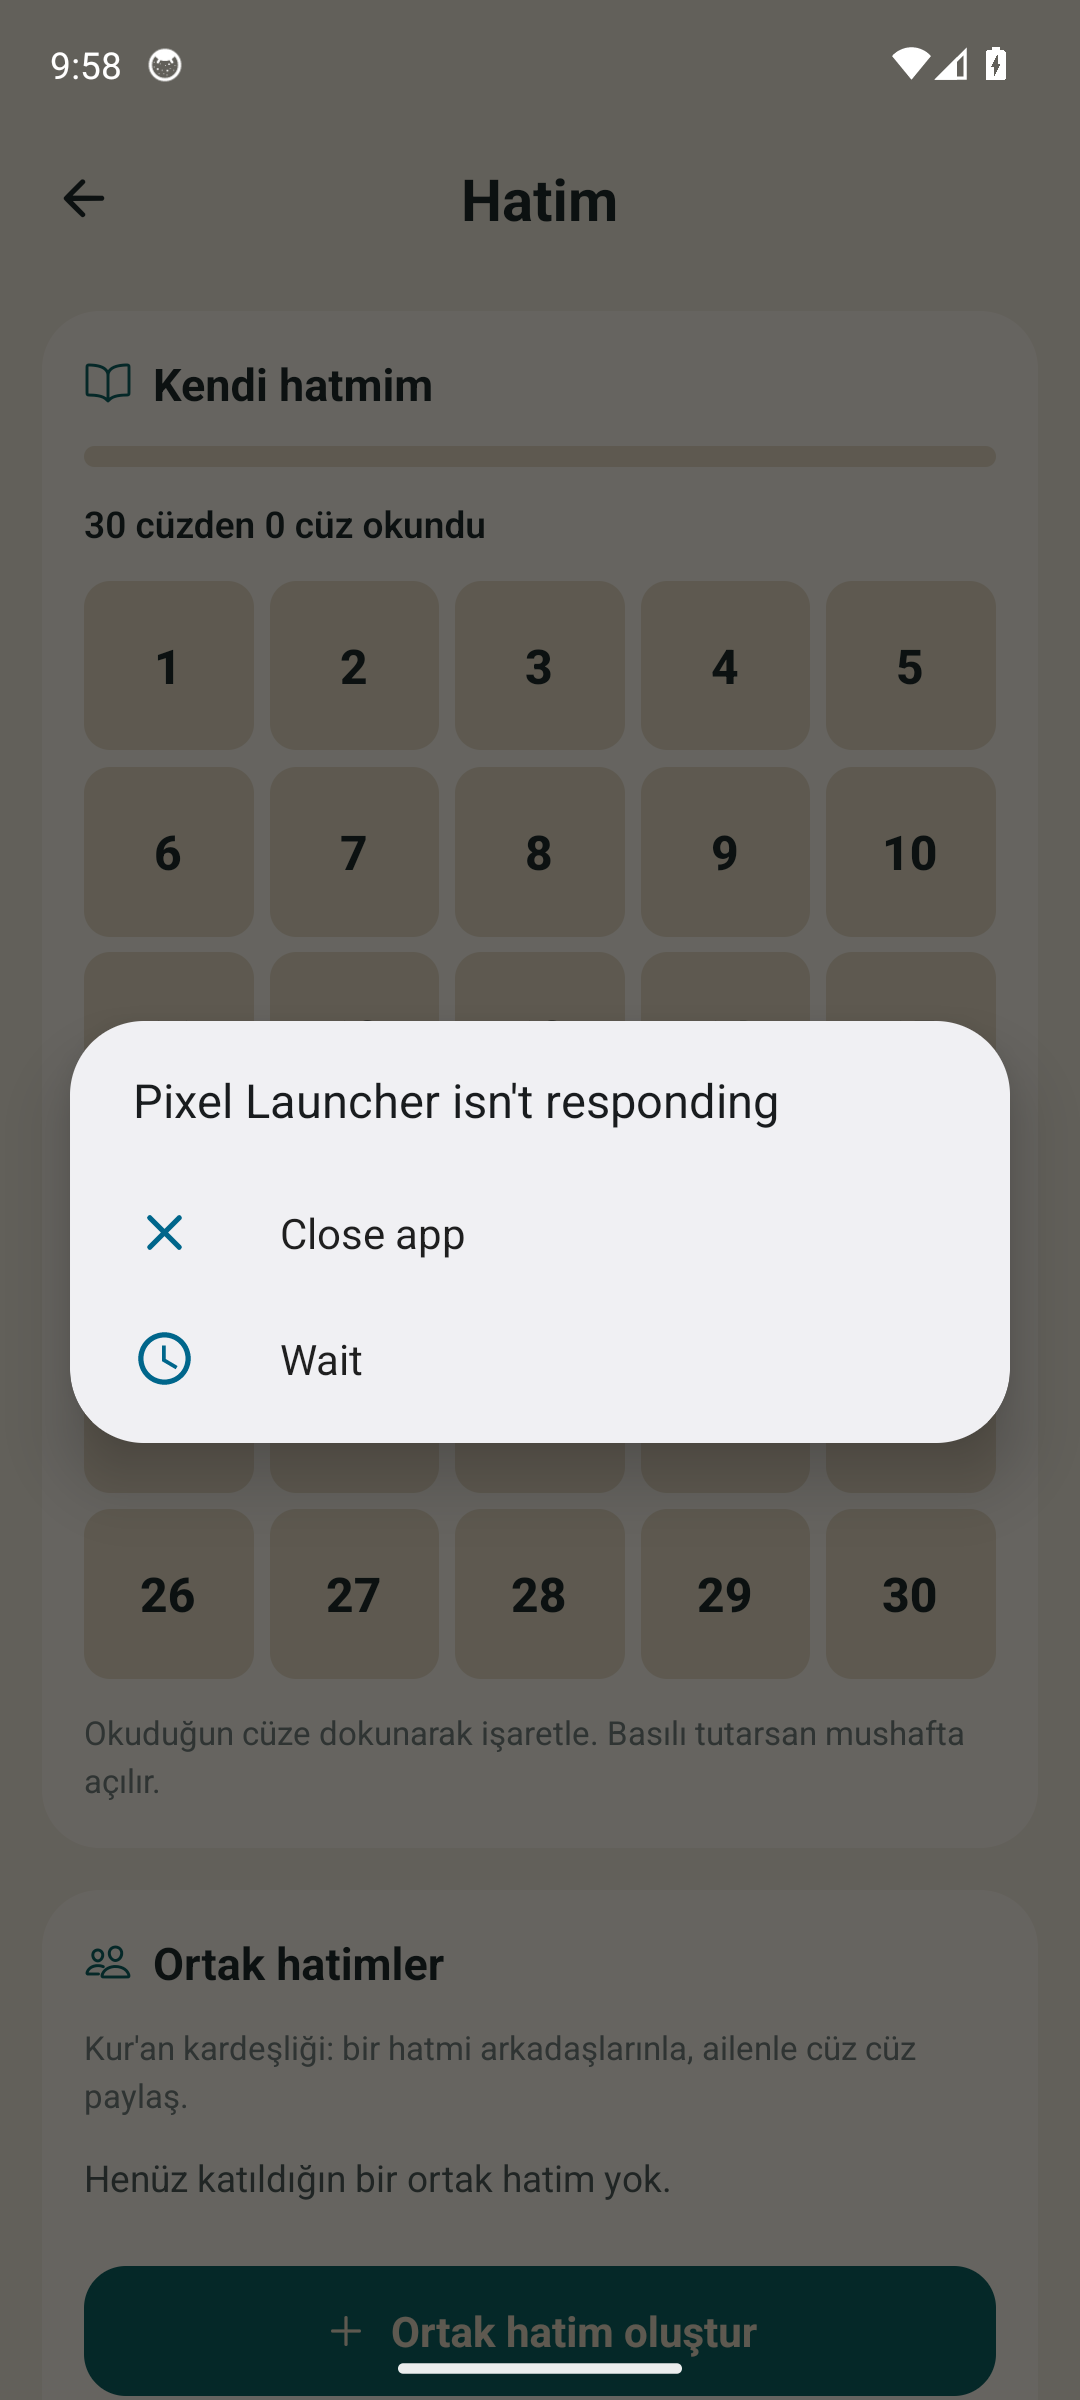 9:58
Hatim
Kendi hatmim
30 cüzden 0 cüz okundu
1 2 3 4 5
6 7 8 9 10
Pixel Launcher isn't responding
Close app
Wait
26 27 28 29 30
Okuduğun cüze dokunarak işaretle. Basılı tutarsan mushafta
açılır.
Ortak hatimler
Kur'an kardeşliği: bir hatmi arkadaşlarınla, ailenle cüz cüz
paylaş.
Henüz katıldığın bir ortak hatim yok.
Ortak hatim oluştur